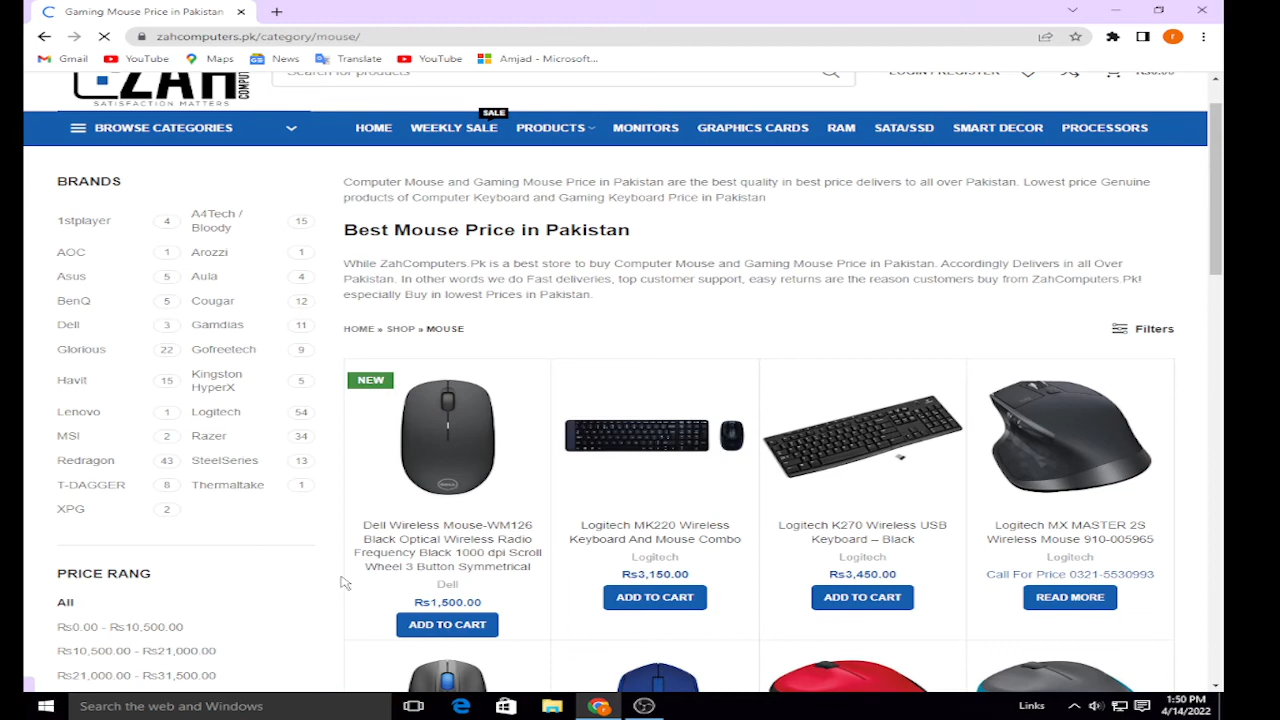 Gaming Mouse Price in Pakistan
zahcomputers.pk/category/mouse/
Gmail YouTube Maps News Translate YouTube Amjad - Microsoft...
ZAH COMPUT
SATISFACTION MATTERS
Search for products
LOGIN / REGISTER
₨0.00
SALE
BROWSE CATEGORIES
HOME WEEKLY SALE PRODUCTS MONITORS GRAPHICS CARDS RAM SATA/SSD SMART DECOR PROCESSORS
BRANDS
1stplayer 4 A4Tech / Bloody 15
AOC 1 Arozzi 1
Asus 5 Aula 4
BenQ 5 Cougar 12
Dell 3 Gamdias 11
Glorious 22 Gofreetech 9
Havit 15 Kingston HyperX 5
Lenovo 1 Logitech 54
MSI 2 Razer 34
Redragon 43 SteelSeries 13
T-DAGGER 8 Thermaltake 1
XPG 2
PRICE RANG
All
₨0.00 - ₨10,500.00
₨10,500.00 - ₨21,000.00
₨21,000.00 - ₨31,500.00
Computer Mouse and Gaming Mouse Price in Pakistan are the best quality in best price delivers to all over Pakistan. Lowest price Genuine
products of Computer Keyboard and Gaming Keyboard Price in Pakistan
Best Mouse Price in Pakistan
While ZahComputers.Pk is a best store to buy Computer Mouse and Gaming Mouse Price in Pakistan. Accordingly Delivers in all Over
Pakistan. In other words we do Fast deliveries, top customer support, easy returns are the reason customers buy from ZahComputers.Pk!
especially Buy in lowest Prices in Pakistan.
HOME » SHOP » MOUSE
Filters
NEW
DELL
Dell Wireless Mouse-WM126
Black Optical Wireless Radio
Frequency Black 1000 dpi Scroll
Wheel 3 Button Symmetrical
Dell
₨1,500.00
ADD TO CART
Logitech MK220 Wireless
Keyboard And Mouse Combo
Logitech
₨3,150.00
ADD TO CART
Logitech K270 Wireless USB
Keyboard – Black
Logitech
₨3,450.00
ADD TO CART
Logitech MX MASTER 2S
Wireless Mouse 910-005965
Logitech
Call For Price 0321-5530993
READ MORE
Search the web and Windows
Links
1:50 PM
4/14/2022